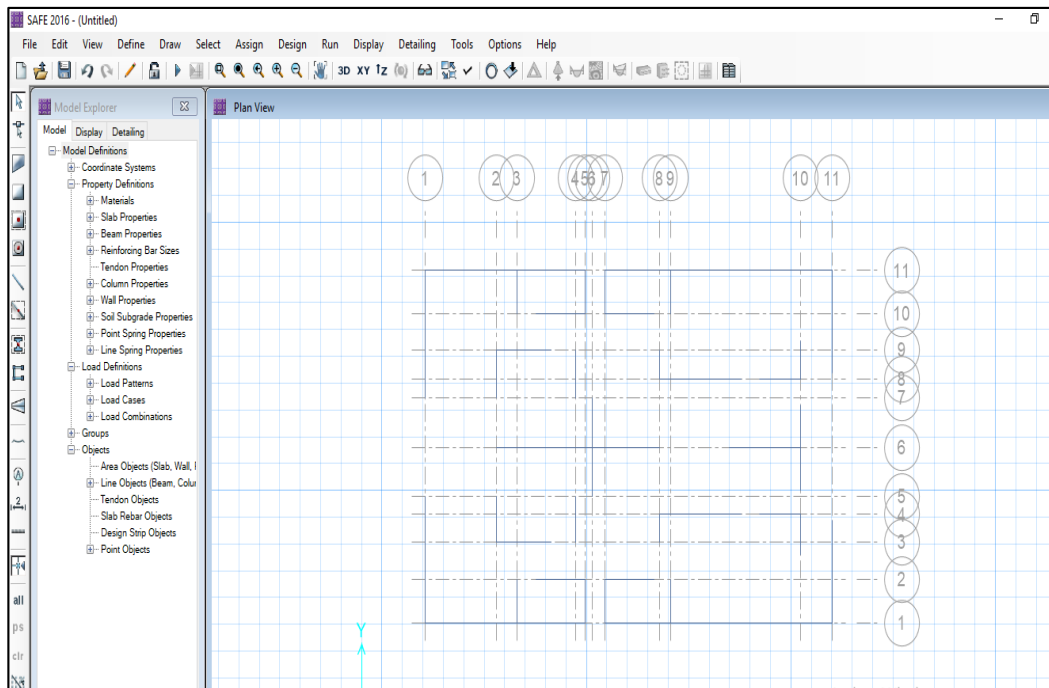 SAFE 2016 - (Untitled)
File Edit View Define Draw Select Assign Design Run Display Detailing Tools Options Help
3D XY
Model Explorer
Model Display Detailing
Model Definitions
Coordinate Systems
Property Definitions
Materials
Slab Properties
Beam Properties
Reinforcing Bar Sizes
Tendon Properties
Column Properties
Wall Properties
Soil Subgrade Properties
Point Spring Properties
Line Spring Properties
Load Definitions
Load Patterns
Load Cases
Load Combinations
Groups
Objects
Area Objects (Slab, Wall,
Line Objects (Beam, Colu
Tendon Objects
Slab Rebar Objects
Design Strip Objects
Point Objects
all
ps
clr
Plan View
1 2 3 4 5 6 7 8 9 10 11
11
10
9
8
7
6
5
4
3
2
1
Y